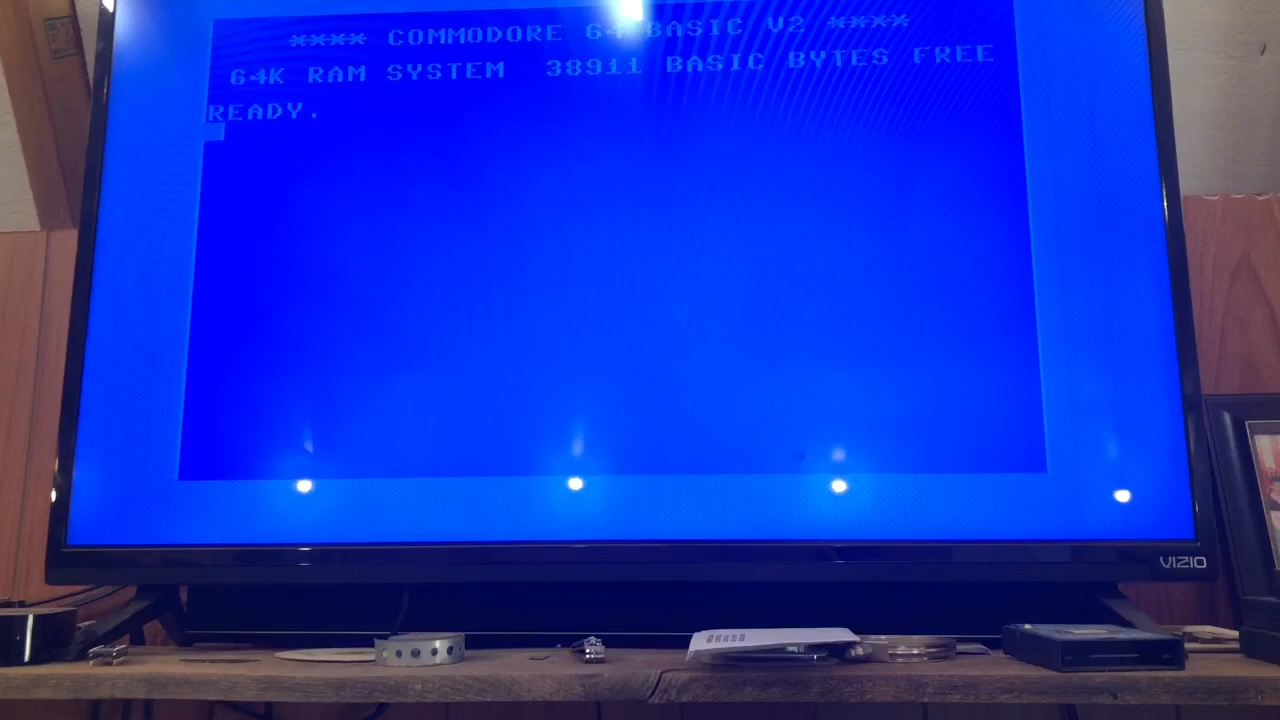 **** COMMODORE 64 BASIC V2 ****
64K RAM SYSTEM  38911 BASIC BYTES FREE
READY.
VIZIO